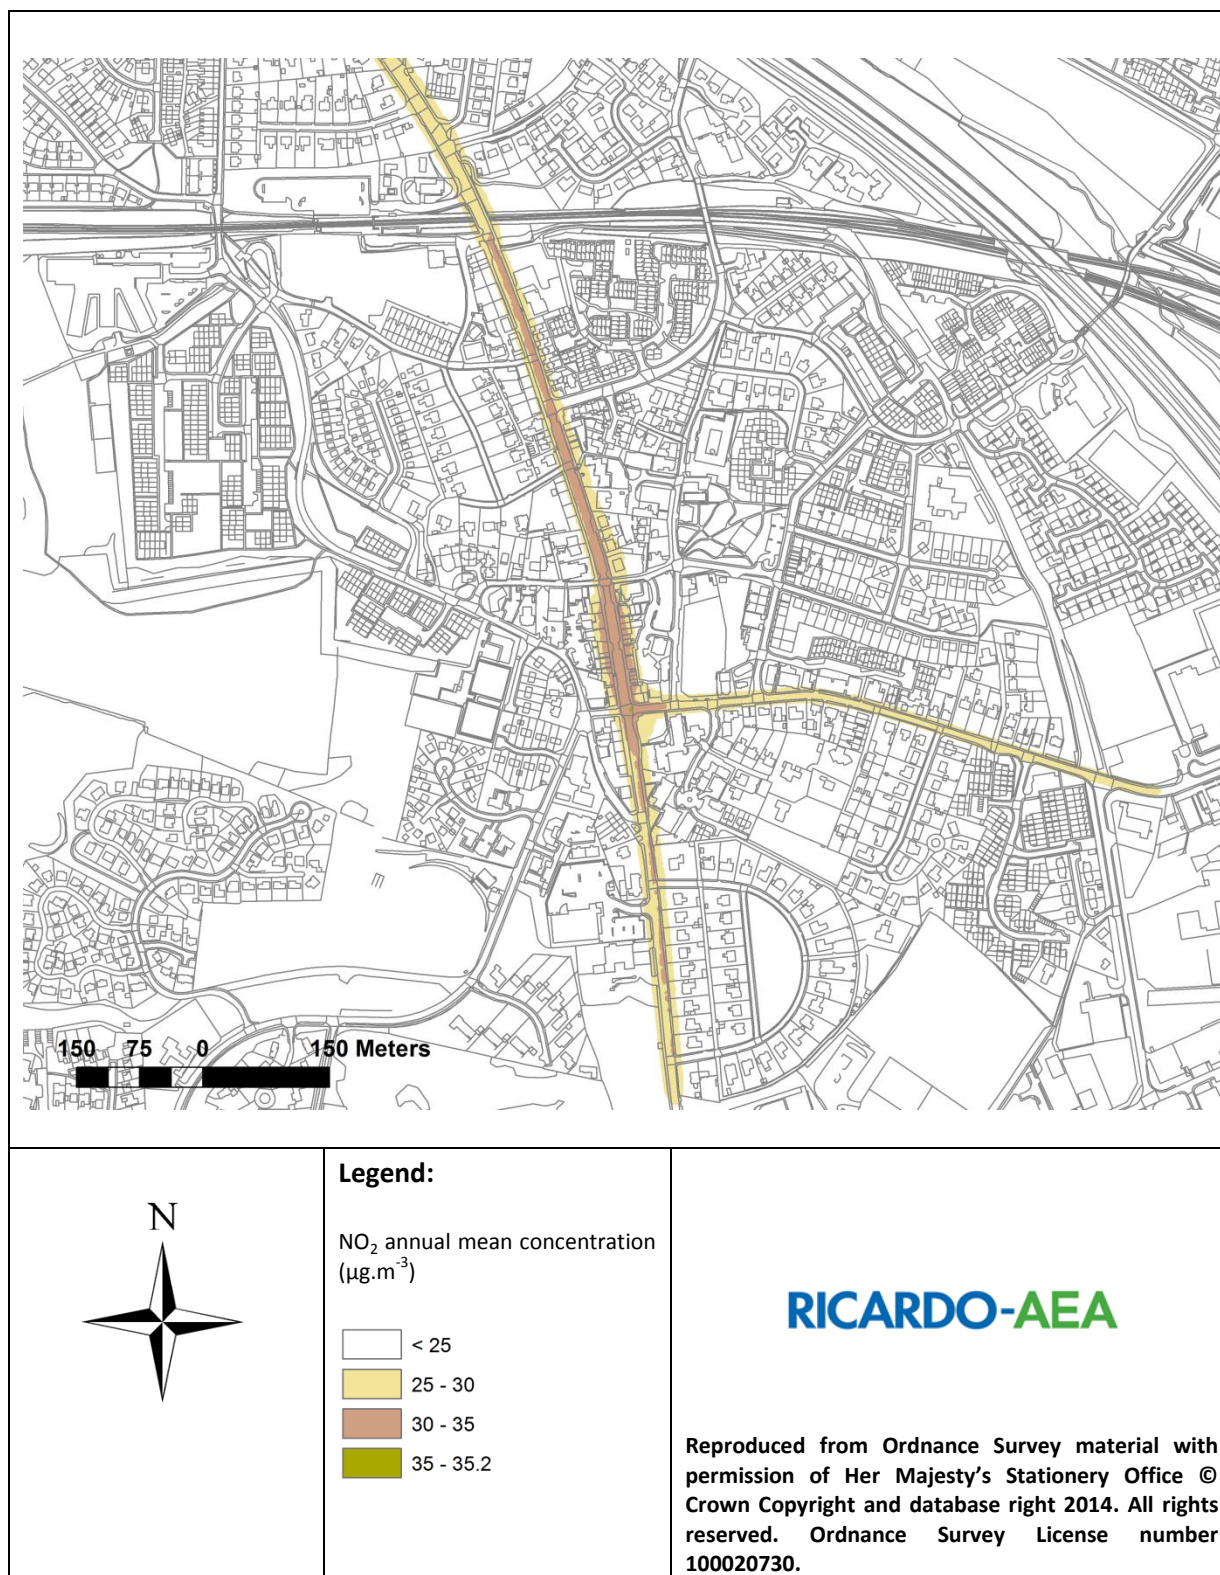 150 75 0 150 Meters
N
Legend:
NO₂ annual mean concentration
(µg.m⁻³)
< 25
25 - 30
30 - 35
35 - 35.2
RICARDO-AEA
Reproduced from Ordnance Survey material with
permission of Her Majesty’s Stationery Office ©
Crown Copyright and database right 2014. All rights
reserved. Ordnance Survey License number
100020730.